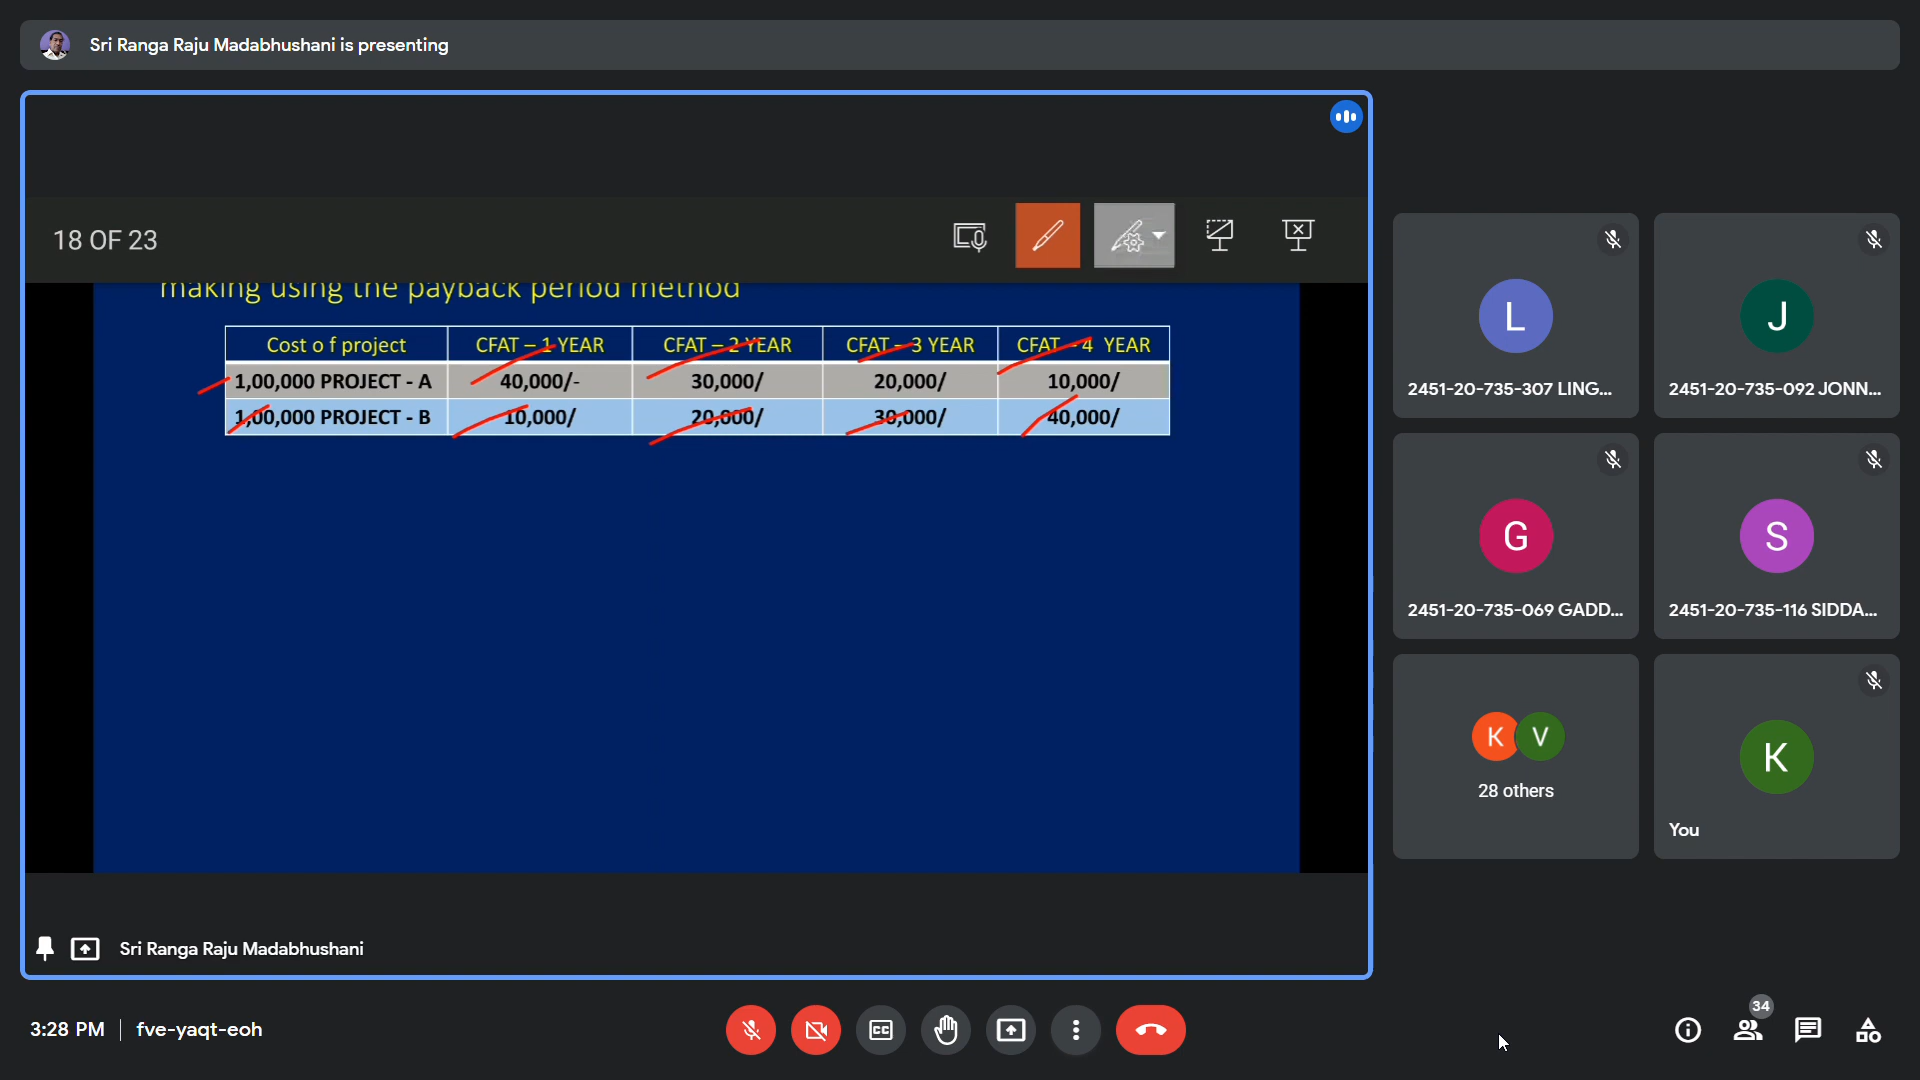 Sri Ranga Raju Madabhushani is presenting
18 OF 23
making using the payback period method
Cost o f project CFAT – 1 YEAR CFAT – 2 YEAR CFAT – 3 YEAR CFAT – 4 YEAR
1,00,000 PROJECT - A 40,000/- 30,000/ 20,000/ 10,000/
1,00,000 PROJECT - B 10,000/ 20,000/ 30,000/ 40,000/
L
2451-20-735-307 LING...
J
2451-20-735-092 JONN...
G
2451-20-735-069 GADD...
S
2451-20-735-116 SIDDA...
K V
28 others
K
You
Sri Ranga Raju Madabhushani
3:28 PM | fve-yaqt-eoh
CC
34